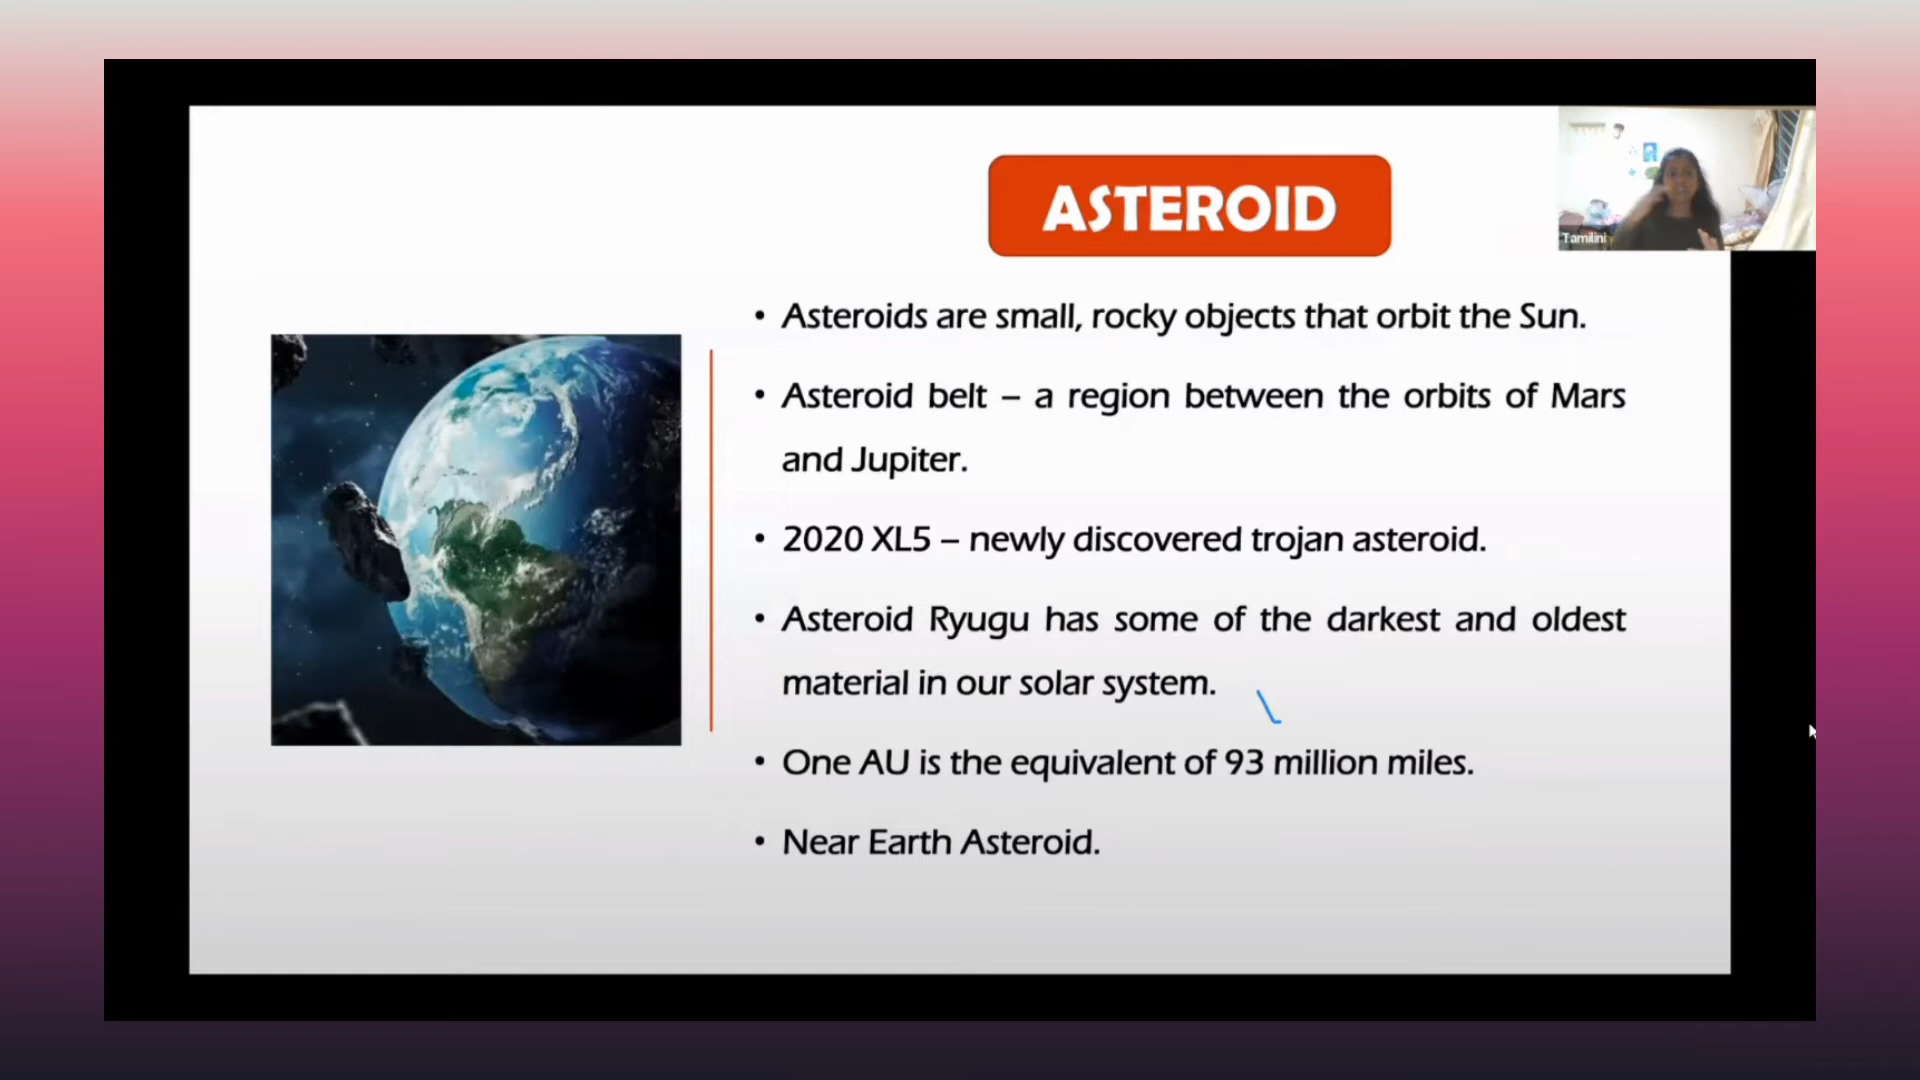 ASTEROID
Tamilini
• Asteroids are small, rocky objects that orbit the Sun.
• Asteroid belt – a region between the orbits of Mars
and Jupiter.
• 2020 XL5 – newly discovered trojan asteroid.
• Asteroid Ryugu has some of the darkest and oldest
material in our solar system.
• One AU is the equivalent of 93 million miles.
• Near Earth Asteroid.